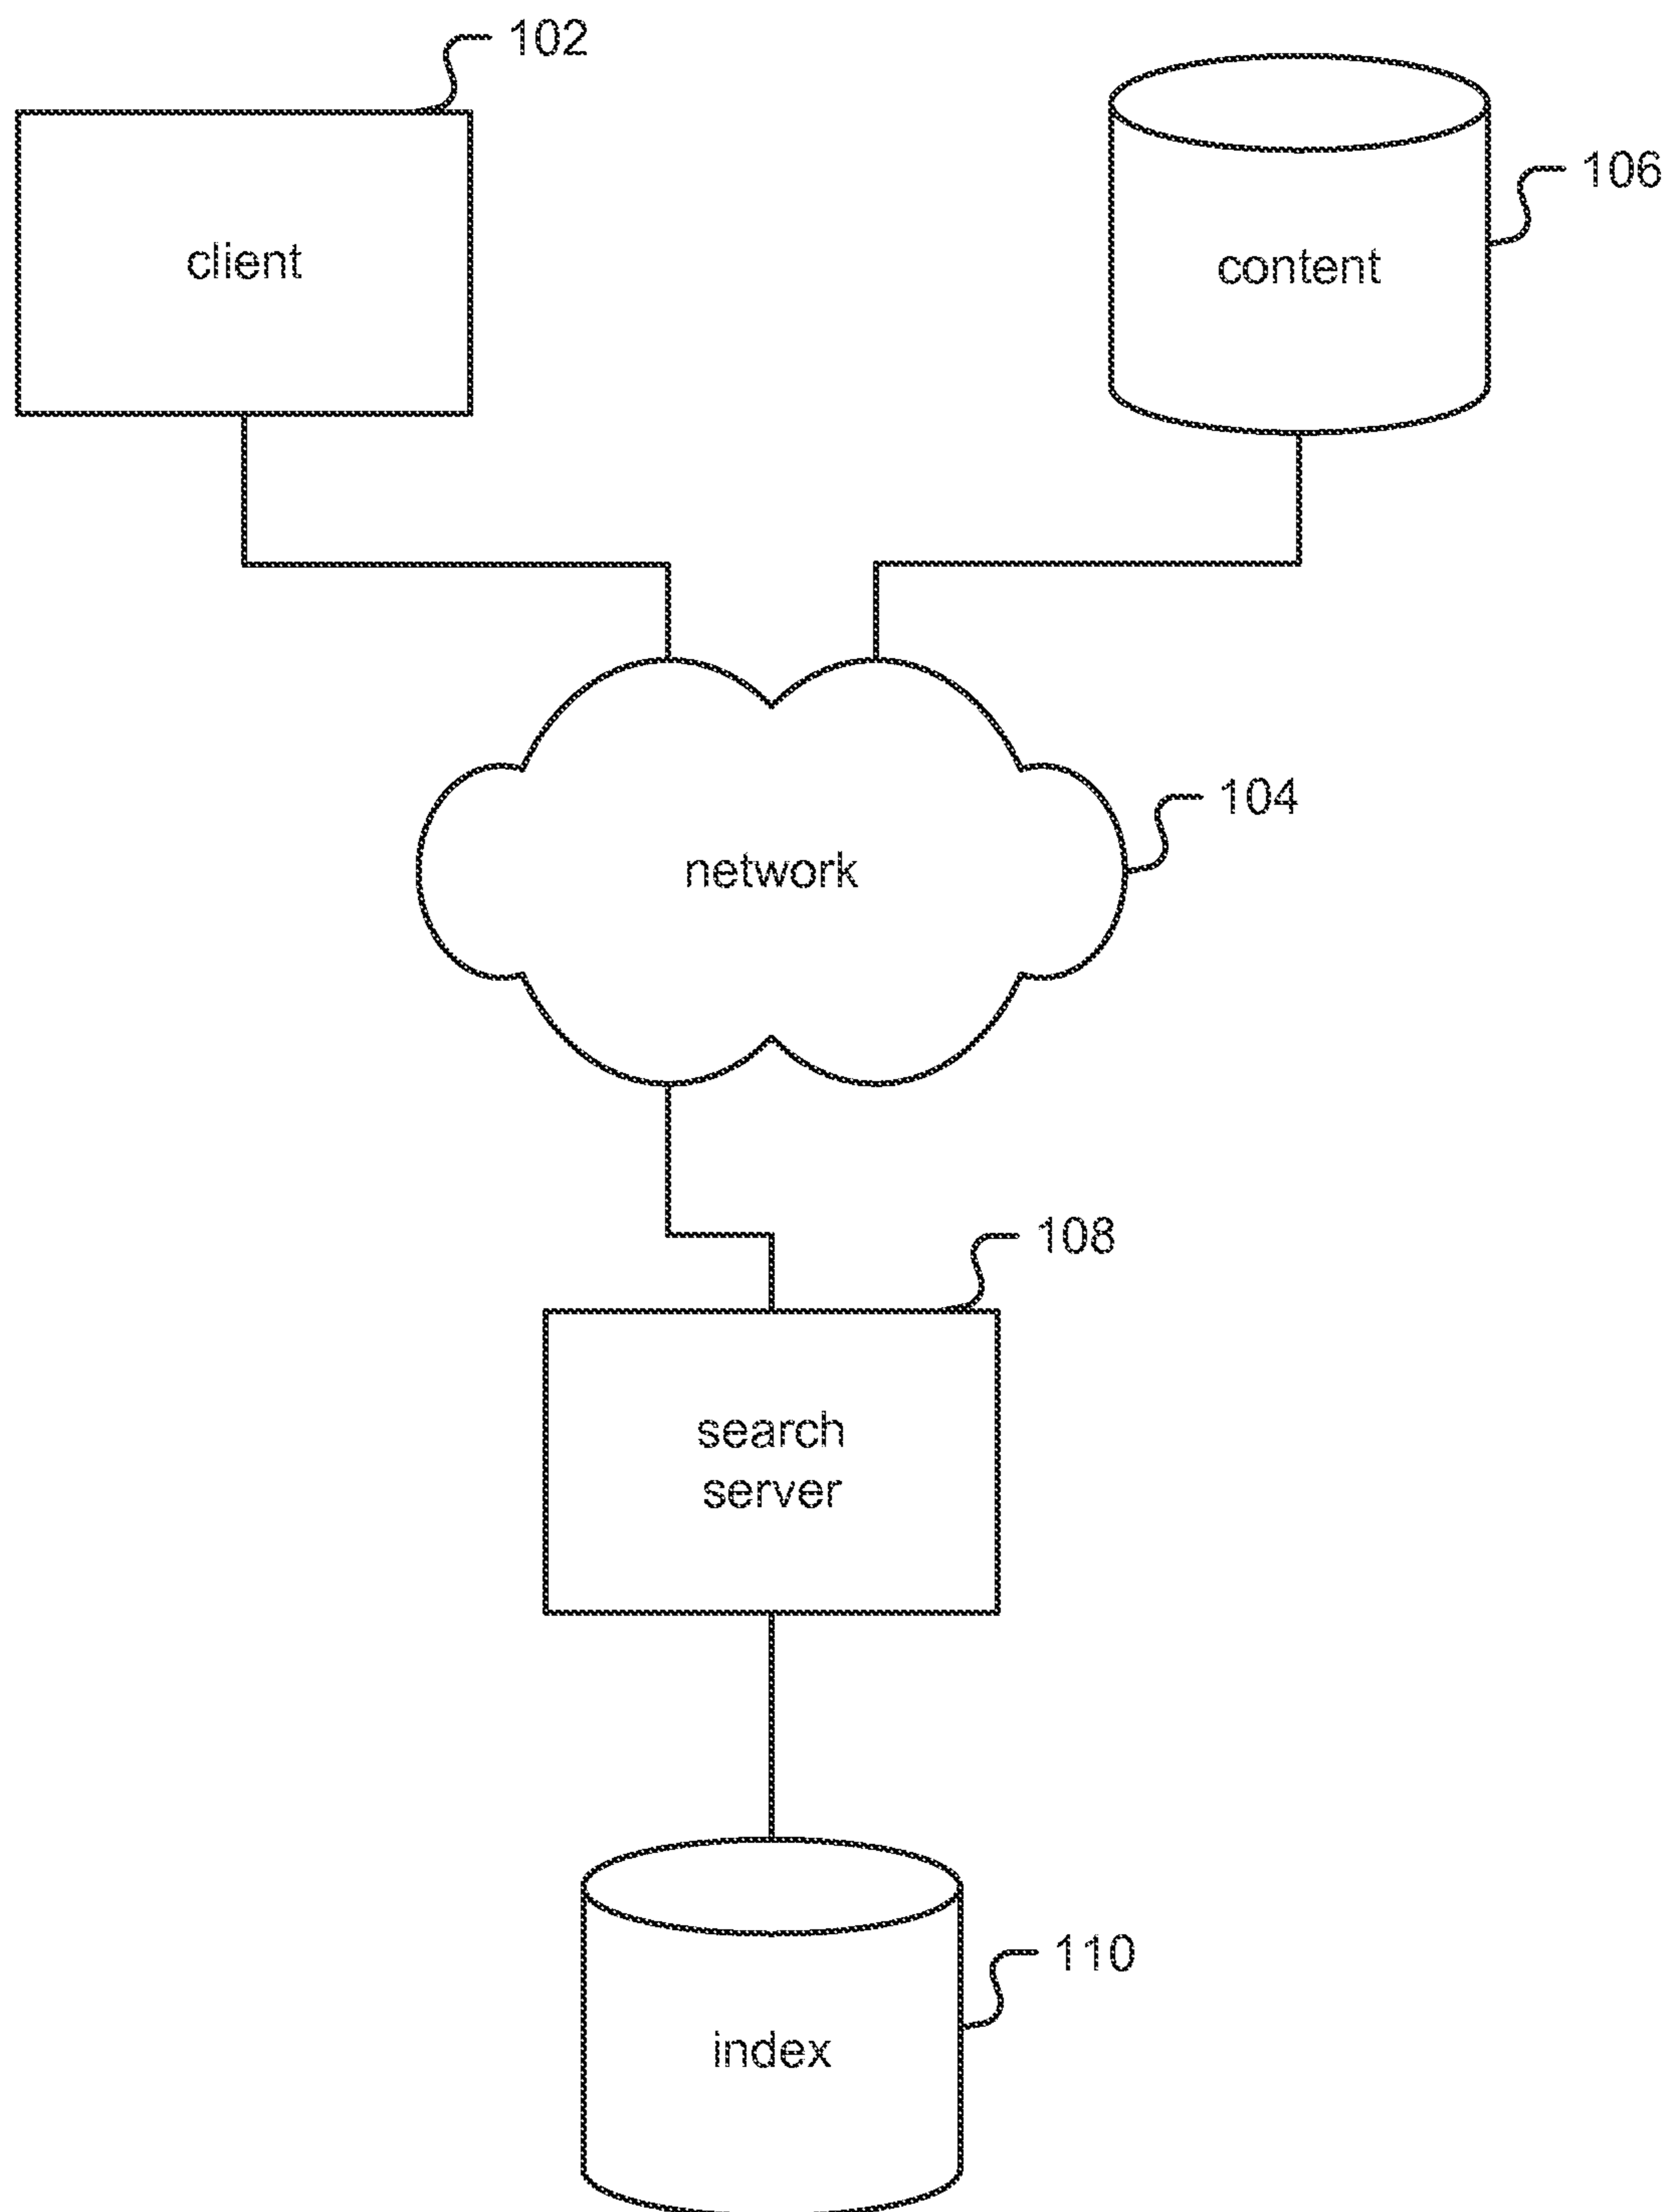 102
106
client
content
104
network
108
search
server
110
index